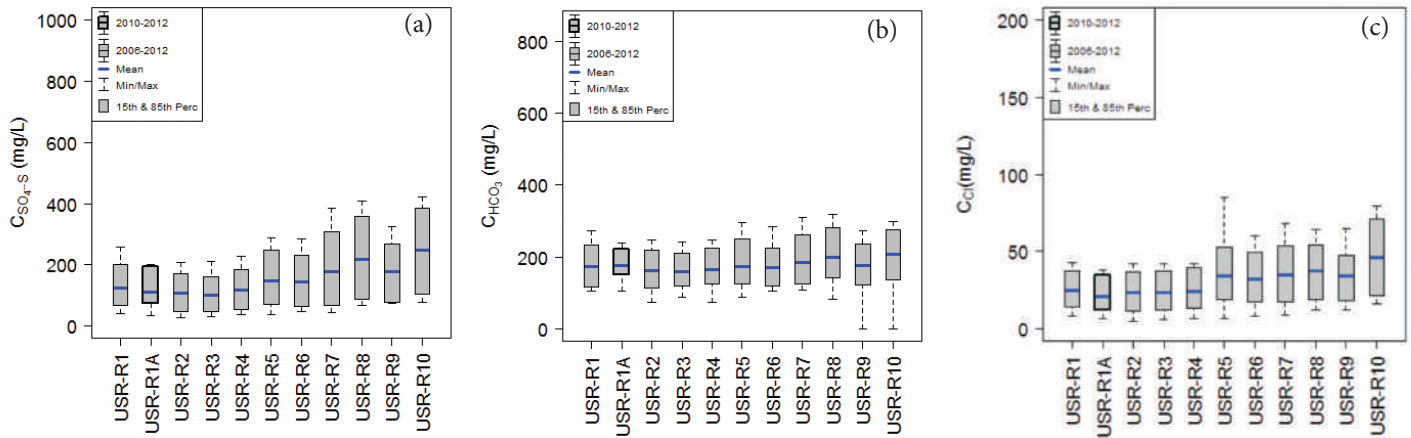 (a)
2010-2012
2006-2012
Mean
Min/Max
15th & 85th Perc
C_SO₄-S (mg/L)
1000
800
600
400
200
0
USR-R1
USR-R1A
USR-R2
USR-R3
USR-R4
USR-R5
USR-R6
USR-R7
USR-R8
USR-R9
USR-R10
(b)
2010-2012
2006-2012
Mean
Min/Max
15th & 85th Perc
C_HCO₃ (mg/L)
800
600
400
200
0
USR-R1
USR-R1A
USR-R2
USR-R3
USR-R4
USR-R5
USR-R6
USR-R7
USR-R8
USR-R9
USR-R10
(c)
2010-2012
2006-2012
Mean
Min/Max
15th & 85th Perc
C_Cl(mg/L)
200
150
100
50
0
USR-R1
USR-R1A
USR-R2
USR-R3
USR-R4
USR-R5
USR-R6
USR-R7
USR-R8
USR-R9
USR-R10